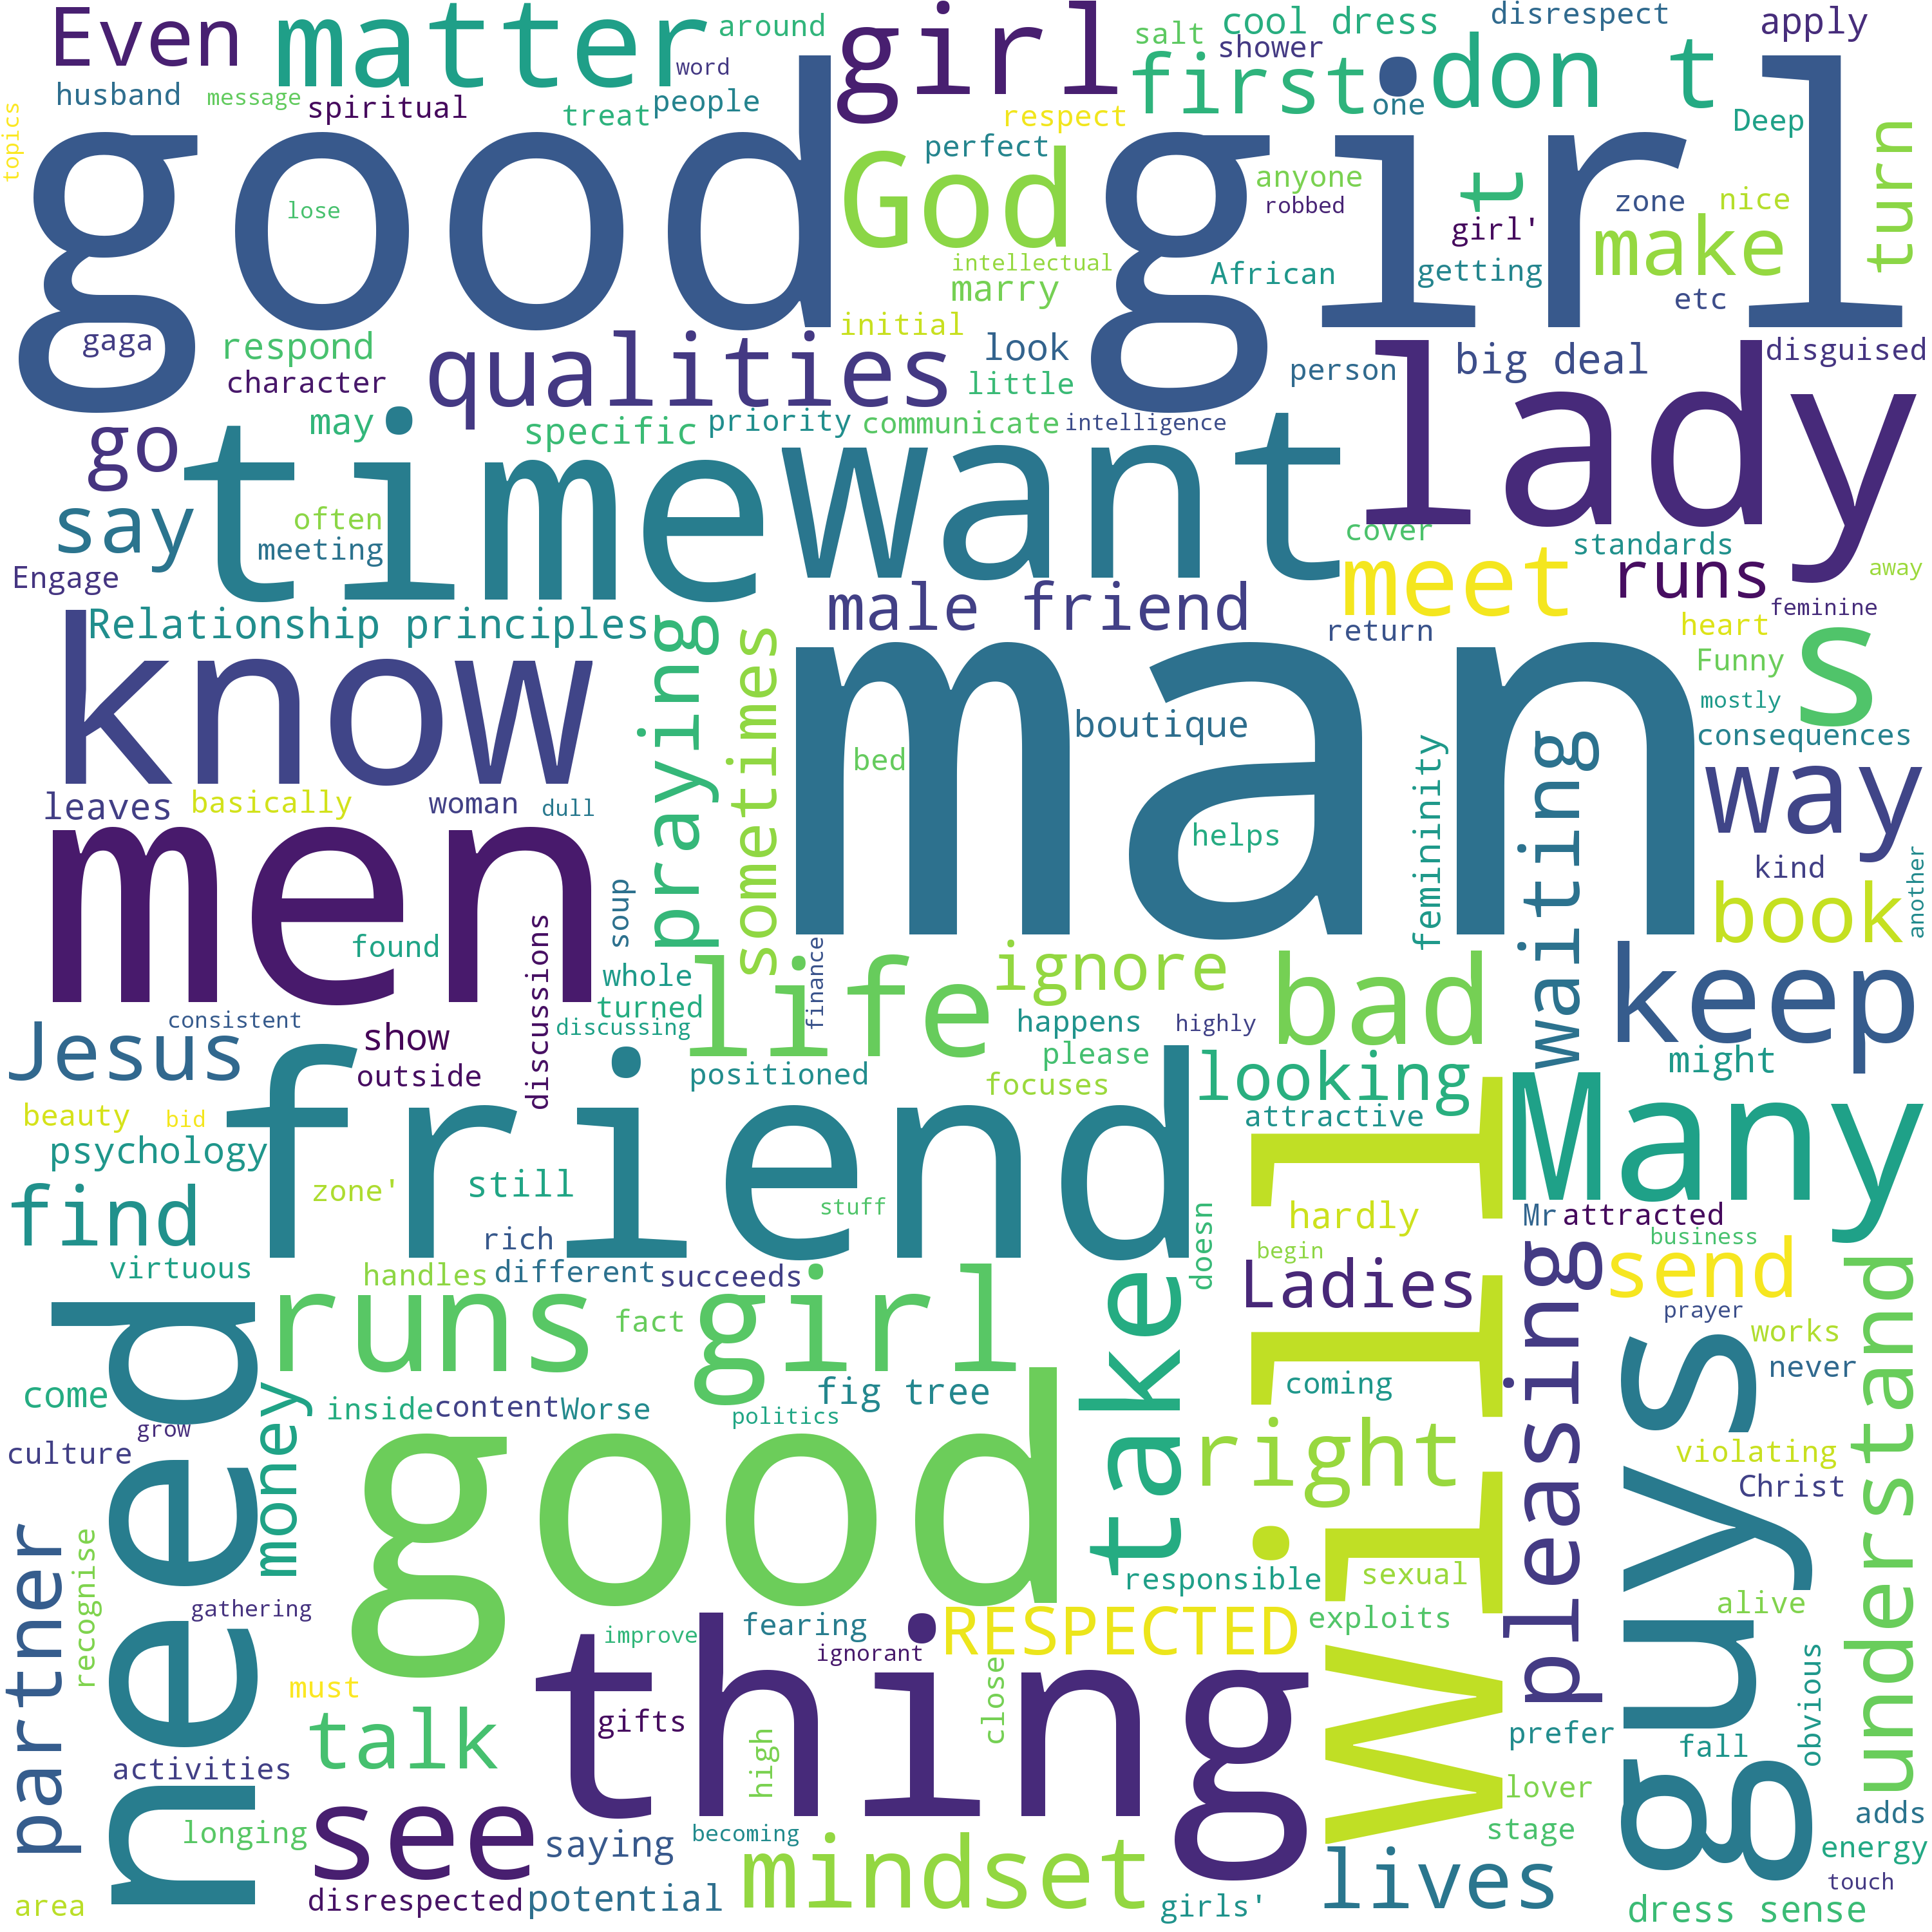 Even
matter
around
girl
salt
cool dress
disrespect
apply
husband
message
word
spiritual
treat
people
shower
first
one
don t
topics
good girl
respect
Deep
turn
God
perfect
anyone
robbed
t
zone
nice
lose
girl'
make
intellectual
marry
African
getting
etc
gaga
respond
character
qualities
initial
look
little
person
big deal
disguised
lady
go
may
specific
priority
communicate
intelligence
time
want
say
often
meeting
cover
standards
Engage
meet
runs
away
Relationship principles
male friend
return
feminine
know
praying
sometimes
heart
s
Funny
man
boutique
mostly
consequences
bed
femininity
waiting
way
leaves
basically
woman
dull
men
helps
kind
another
soup
book
found
discussions
whole
finance
life
ignore
bad
keep
Jesus
consistent
show
turned
discussing
happens
highly
outside
positioned
please
focuses
looking
might
beauty
bid
friend
attractive
Many
psychology
find
zone'
still
stuff
doesn
hardly
Mr
attracted
virtuous
rich
begin
business
handles
different
succeeds
Ladies
pleasing
send
need
runs girl
fact
take
Will
guys
prayer
works
understand
come
money
fig tree
coming
never
grow
inside
content
Worse
politics
culture
good
right
violating
Christ
partner
recognise
responsible
sexual
gathering
improve
fearing
RESPECTED
exploits
alive
thing
ignorant
must
talk
gifts
high
close
prefer
fall
obvious
activities
see
longing
saying
becoming
mindset
lover
stage
lives
adds
energy
area
disrespected
potential
girls'
dress sense
touch